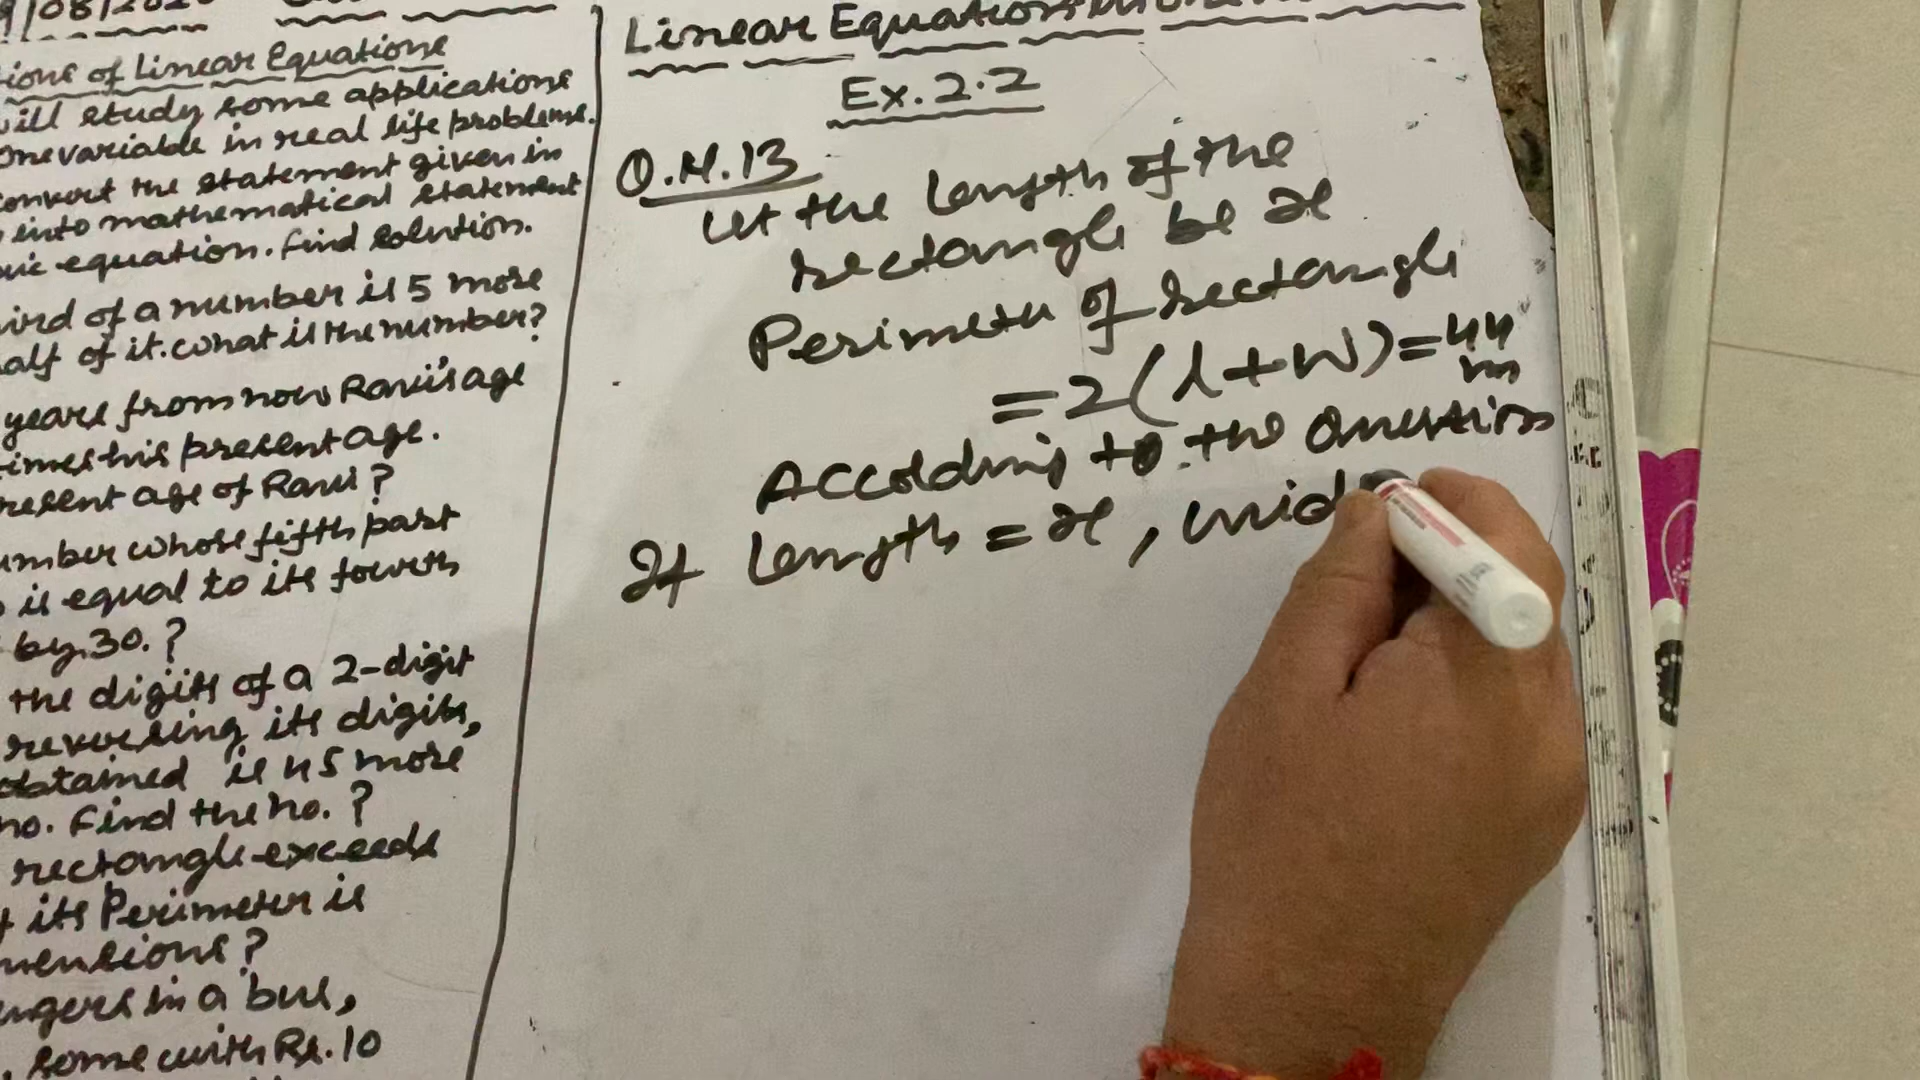 9/08/202
ions of Linear Equations
will study some applications
One variable in real life problems.
convert the statement given in
into mathematical statement
equation. find solution.
ird of a number is 5 more
half of it. what is the number?
years from now Ravi's age
times his present age.
resent age of Ravi?
umber whose fifth part
is equal to its fourth
by 30. ?
the digits of a 2-digit
reversing its digits,
obtained is 45 more
no. find the no. ?
rectangle exceeds
its Perimeter is
mensions?
ngers in a bus,
, some with Rs. 10
Linear Equations
Ex. 2.2
Q.N.13
Let the length of the
rectangle be x
Perimeter of rectangle
= 2(l+w) = 44
m
According to the Question
If length = x, wid